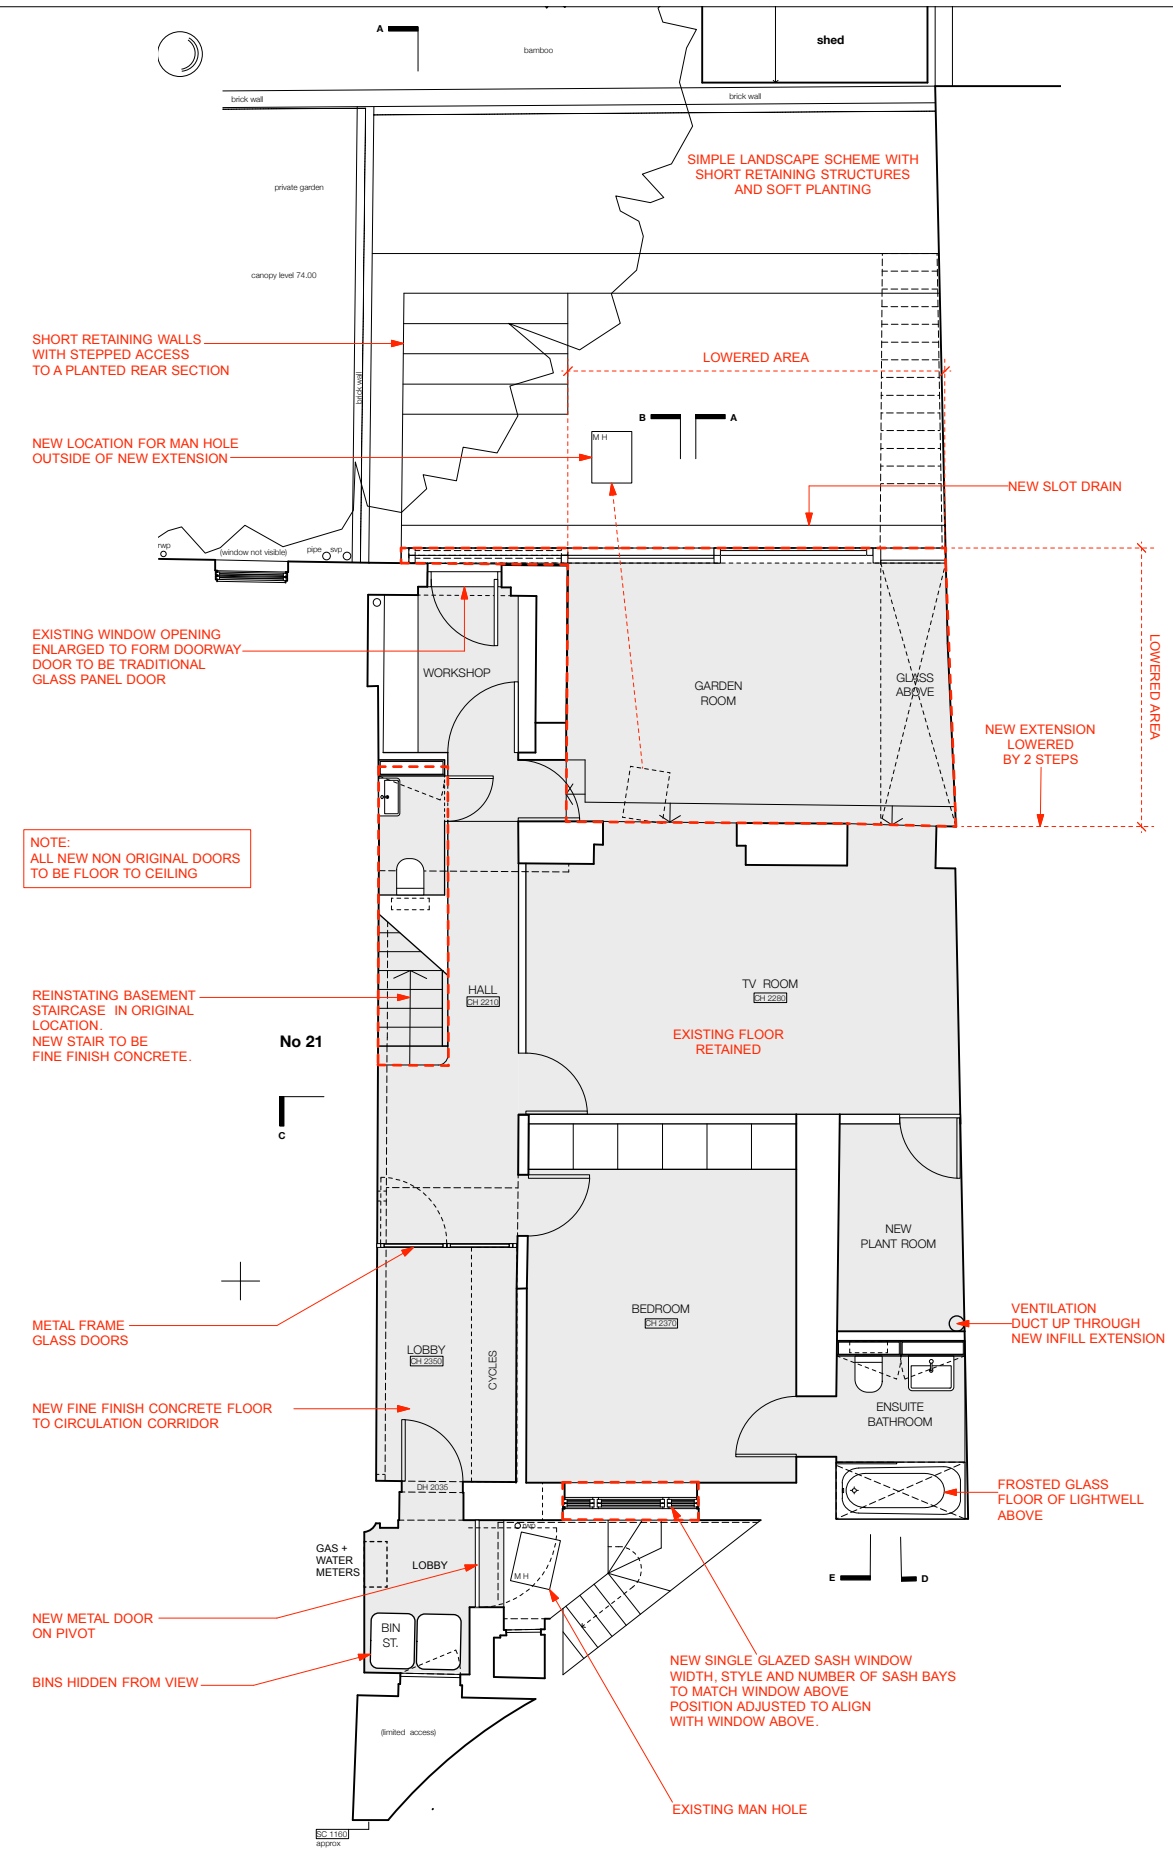 A
bamboo
shed
brick wall
brick wall
SIMPLE LANDSCAPE SCHEME WITH
SHORT RETAINING STRUCTURES
AND SOFT PLANTING
private garden
canopy level 74.00
SHORT RETAINING WALLS
WITH STEPPED ACCESS
TO A PLANTED REAR SECTION
LOWERED AREA
brick wall
B
A
NEW LOCATION FOR MAN HOLE
OUTSIDE OF NEW EXTENSION
M H
NEW SLOT DRAIN
rwp
(window not visible)
pipe
svp
EXISTING WINDOW OPENING
ENLARGED TO FORM DOORWAY
DOOR TO BE TRADITIONAL
GLASS PANEL DOOR
WORKSHOP
GARDEN
ROOM
GLASS
ABOVE
LOWERED AREA
NEW EXTENSION
LOWERED
BY 2 STEPS
NOTE:
ALL NEW NON ORIGINAL DOORS
TO BE FLOOR TO CEILING
REINSTATING BASEMENT
STAIRCASE IN ORIGINAL
LOCATION.
NEW STAIR TO BE
FINE FINISH CONCRETE.
HALL
CH 2210
TV ROOM
CH 2280
EXISTING FLOOR
RETAINED
No 21
C
NEW
PLANT ROOM
METAL FRAME
GLASS DOORS
BEDROOM
CH 2370
VENTILATION
DUCT UP THROUGH
NEW INFILL EXTENSION
LOBBY
CH 2350
CYCLES
NEW FINE FINISH CONCRETE FLOOR
TO CIRCULATION CORRIDOR
ENSUITE
BATHROOM
DH 2035
FROSTED GLASS
FLOOR OF LIGHTWELL
ABOVE
GAS +
WATER
METERS
LOBBY
M H
E
D
NEW METAL DOOR
ON PIVOT
BIN
ST.
BINS HIDDEN FROM VIEW
NEW SINGLE GLAZED SASH WINDOW
WIDTH, STYLE AND NUMBER OF SASH BAYS
TO MATCH WINDOW ABOVE
POSITION ADJUSTED TO ALIGN
WITH WINDOW ABOVE.
(limited access)
EXISTING MAN HOLE
SC 1160
approx